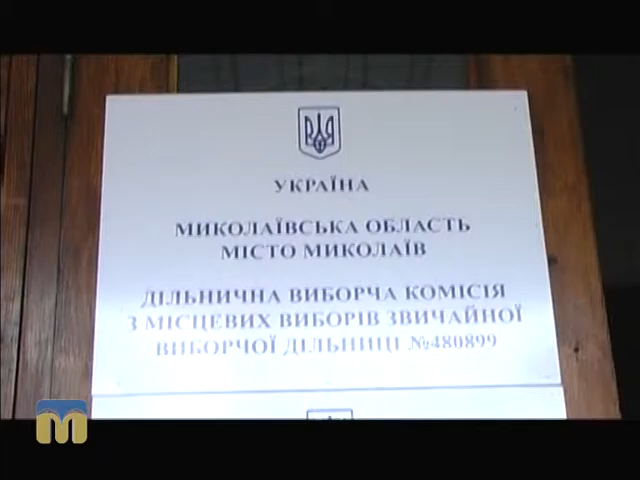 УКРАЇНА
МИКОЛАЇВСЬКА ОБЛАСТЬ
МІСТО МИКОЛАЇВ
ДІЛЬНИЧНА ВИБОРЧА КОМІСІЯ
З МІСЦЕВИХ ВИБОРІВ ЗВИЧАЙНОЇ
ВИБОРЧОЇ ДІЛЬНИЦІ №480899
М